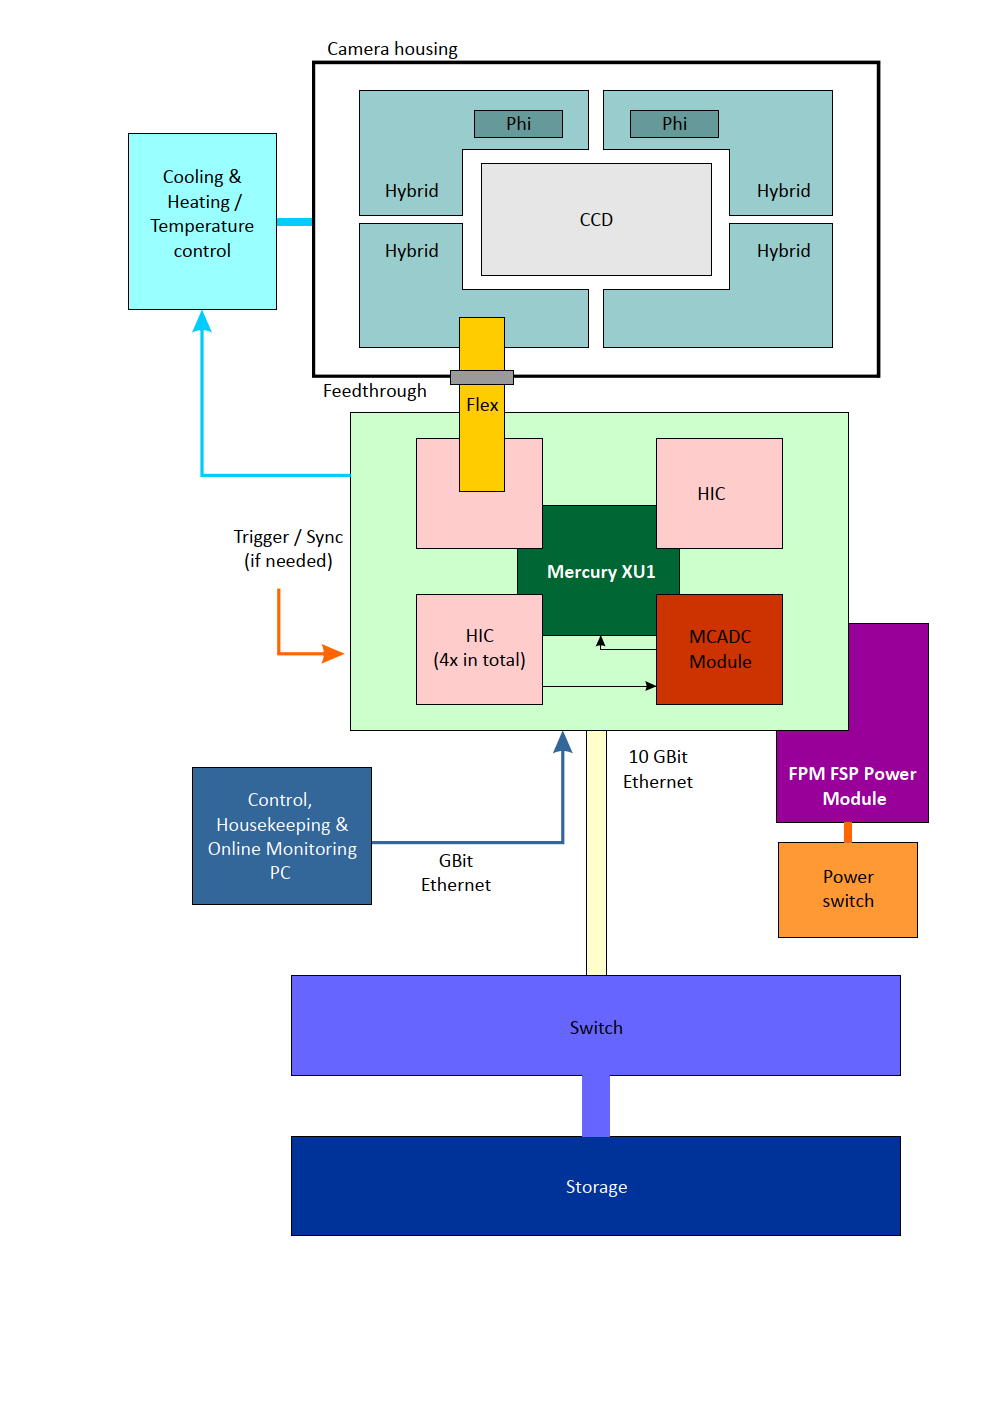 Camera housing
Phi
Phi
Cooling &
Heating /
Temperature
control
Hybrid
Hybrid
CCD
Hybrid
Hybrid
Feedthrough
Flex
HIC
Trigger / Sync
(if needed)
Mercury XU1
HIC
(4x in total)
MCADC
Module
10 GBit
Ethernet
FPM FSP Power
Module
Control,
Housekeeping &
Online Monitoring
PC
GBit
Ethernet
Power
switch
Switch
Storage